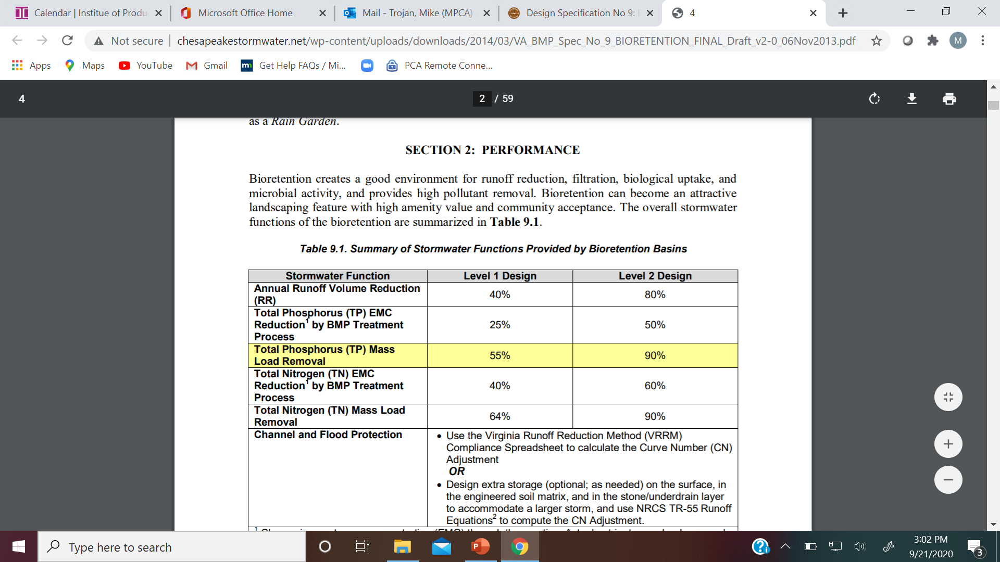 Calendar | Institue of Produ
Microsoft Office Home
Mail - Trojan, Mike (MPCA)
Design Specification No 9:
4
Not secure
chesapeakestormwater.net/wp-content/uploads/downloads/2014/03/VA_BMP_Spec_No_9_BIORETENTION_FINAL_Draft_v2-0_06Nov2013.pdf
M
Apps
Maps
YouTube
Gmail
Get Help FAQs / Mi...
PCA Remote Conne...
4
2 / 59
as a Rain Garden.
SECTION 2: PERFORMANCE
Bioretention creates a good environment for runoff reduction, filtration, biological uptake, and
microbial activity, and provides high pollutant removal. Bioretention can become an attractive
landscaping feature with high amenity value and community acceptance. The overall stormwater
functions of the bioretention are summarized in Table 9.1.
Table 9.1. Summary of Stormwater Functions Provided by Bioretention Basins
Stormwater Function Level 1 Design Level 2 Design
Annual Runoff Volume Reduction
(RR)
40% 80%
Total Phosphorus (TP) EMC
Reduction¹ by BMP Treatment
Process
25% 50%
Total Phosphorus (TP) Mass
Load Removal
55% 90%
Total Nitrogen (TN) EMC
Reduction¹ by BMP Treatment
Process
40% 60%
Total Nitrogen (TN) Mass Load
Removal
64% 90%
Channel and Flood Protection
• Use the Virginia Runoff Reduction Method (VRRM)
Compliance Spreadsheet to calculate the Curve Number (CN)
Adjustment
OR
• Design extra storage (optional; as needed) on the surface, in
the engineered soil matrix, and in the stone/underdrain layer
to accommodate a larger storm, and use NRCS TR-55 Runoff
Equations² to compute the CN Adjustment.
Type here to search
3:02 PM
9/21/2020
3